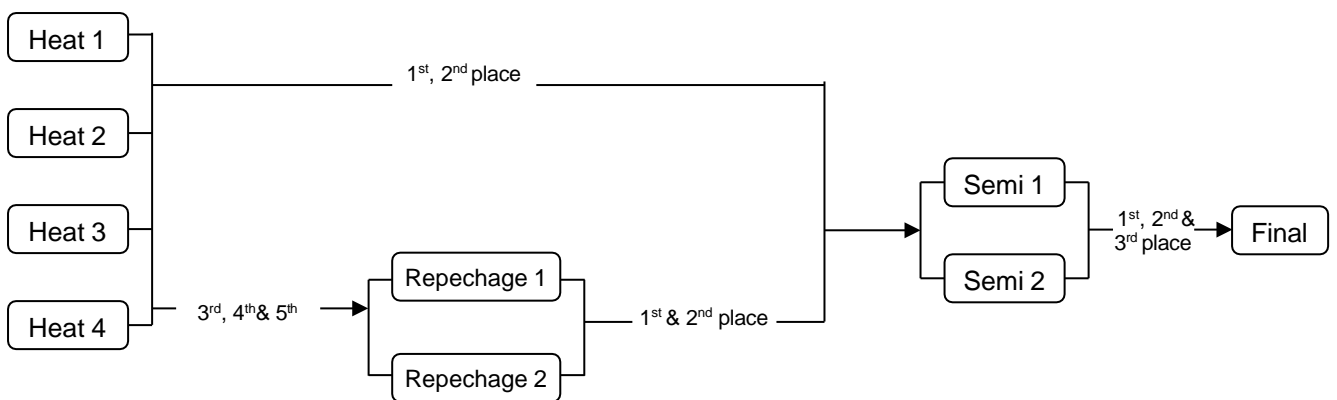 Heat 1
1st, 2nd place
Heat 2
Heat 3
Heat 4
3rd, 4th& 5th
Repechage 1
Repechage 2
1st & 2nd place
Semi 1
Semi 2
1st, 2nd &
3rd place
Final